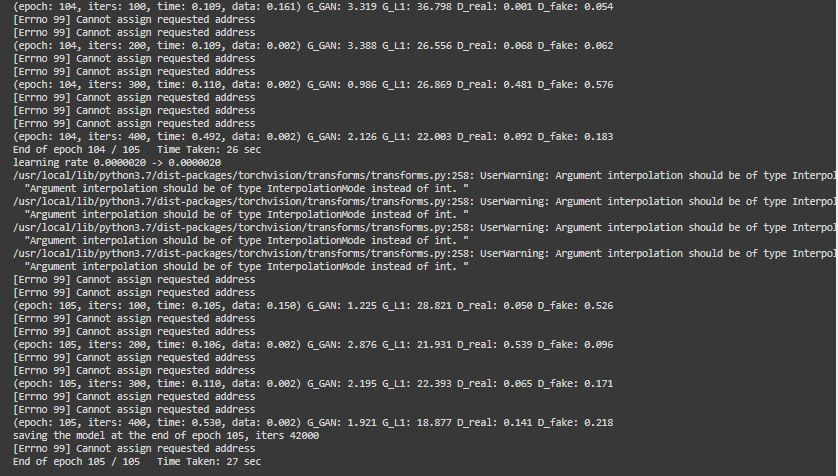 (epoch: 104, iters: 100, time: 0.109, data: 0.161) G_GAN: 3.319 G_L1: 36.798 D_real: 0.001 D_fake: 0.054
[Errno 99] Cannot assign requested address
[Errno 99] Cannot assign requested address
(epoch: 104, iters: 200, time: 0.109, data: 0.002) G_GAN: 3.388 G_L1: 26.556 D_real: 0.068 D_fake: 0.062
[Errno 99] Cannot assign requested address
[Errno 99] Cannot assign requested address
(epoch: 104, iters: 300, time: 0.110, data: 0.002) G_GAN: 0.986 G_L1: 26.869 D_real: 0.481 D_fake: 0.576
[Errno 99] Cannot assign requested address
[Errno 99] Cannot assign requested address
[Errno 99] Cannot assign requested address
(epoch: 104, iters: 400, time: 0.492, data: 0.002) G_GAN: 2.126 G_L1: 22.003 D_real: 0.092 D_fake: 0.183
End of epoch 104 / 105 Time Taken: 26 sec
learning rate 0.0000020 -> 0.0000020
/usr/local/lib/python3.7/dist-packages/torchvision/transforms/transforms.py:258: UserWarning: Argument interpolation should be of type Interpol
"Argument interpolation should be of type InterpolationMode instead of int. "
/usr/local/lib/python3.7/dist-packages/torchvision/transforms/transforms.py:258: UserWarning: Argument interpolation should be of type Interpol
"Argument interpolation should be of type InterpolationMode instead of int. "
/usr/local/lib/python3.7/dist-packages/torchvision/transforms/transforms.py:258: UserWarning: Argument interpolation should be of type Interpol
"Argument interpolation should be of type InterpolationMode instead of int. "
/usr/local/lib/python3.7/dist-packages/torchvision/transforms/transforms.py:258: UserWarning: Argument interpolation should be of type Interpol
"Argument interpolation should be of type InterpolationMode instead of int. "
[Errno 99] Cannot assign requested address
[Errno 99] Cannot assign requested address
(epoch: 105, iters: 100, time: 0.105, data: 0.150) G_GAN: 1.225 G_L1: 28.821 D_real: 0.050 D_fake: 0.526
[Errno 99] Cannot assign requested address
[Errno 99] Cannot assign requested address
(epoch: 105, iters: 200, time: 0.106, data: 0.002) G_GAN: 2.876 G_L1: 21.931 D_real: 0.539 D_fake: 0.096
[Errno 99] Cannot assign requested address
[Errno 99] Cannot assign requested address
(epoch: 105, iters: 300, time: 0.110, data: 0.002) G_GAN: 2.195 G_L1: 22.393 D_real: 0.065 D_fake: 0.171
[Errno 99] Cannot assign requested address
[Errno 99] Cannot assign requested address
(epoch: 105, iters: 400, time: 0.530, data: 0.002) G_GAN: 1.921 G_L1: 18.877 D_real: 0.141 D_fake: 0.218
saving the model at the end of epoch 105, iters 42000
[Errno 99] Cannot assign requested address
End of epoch 105 / 105 Time Taken: 27 sec